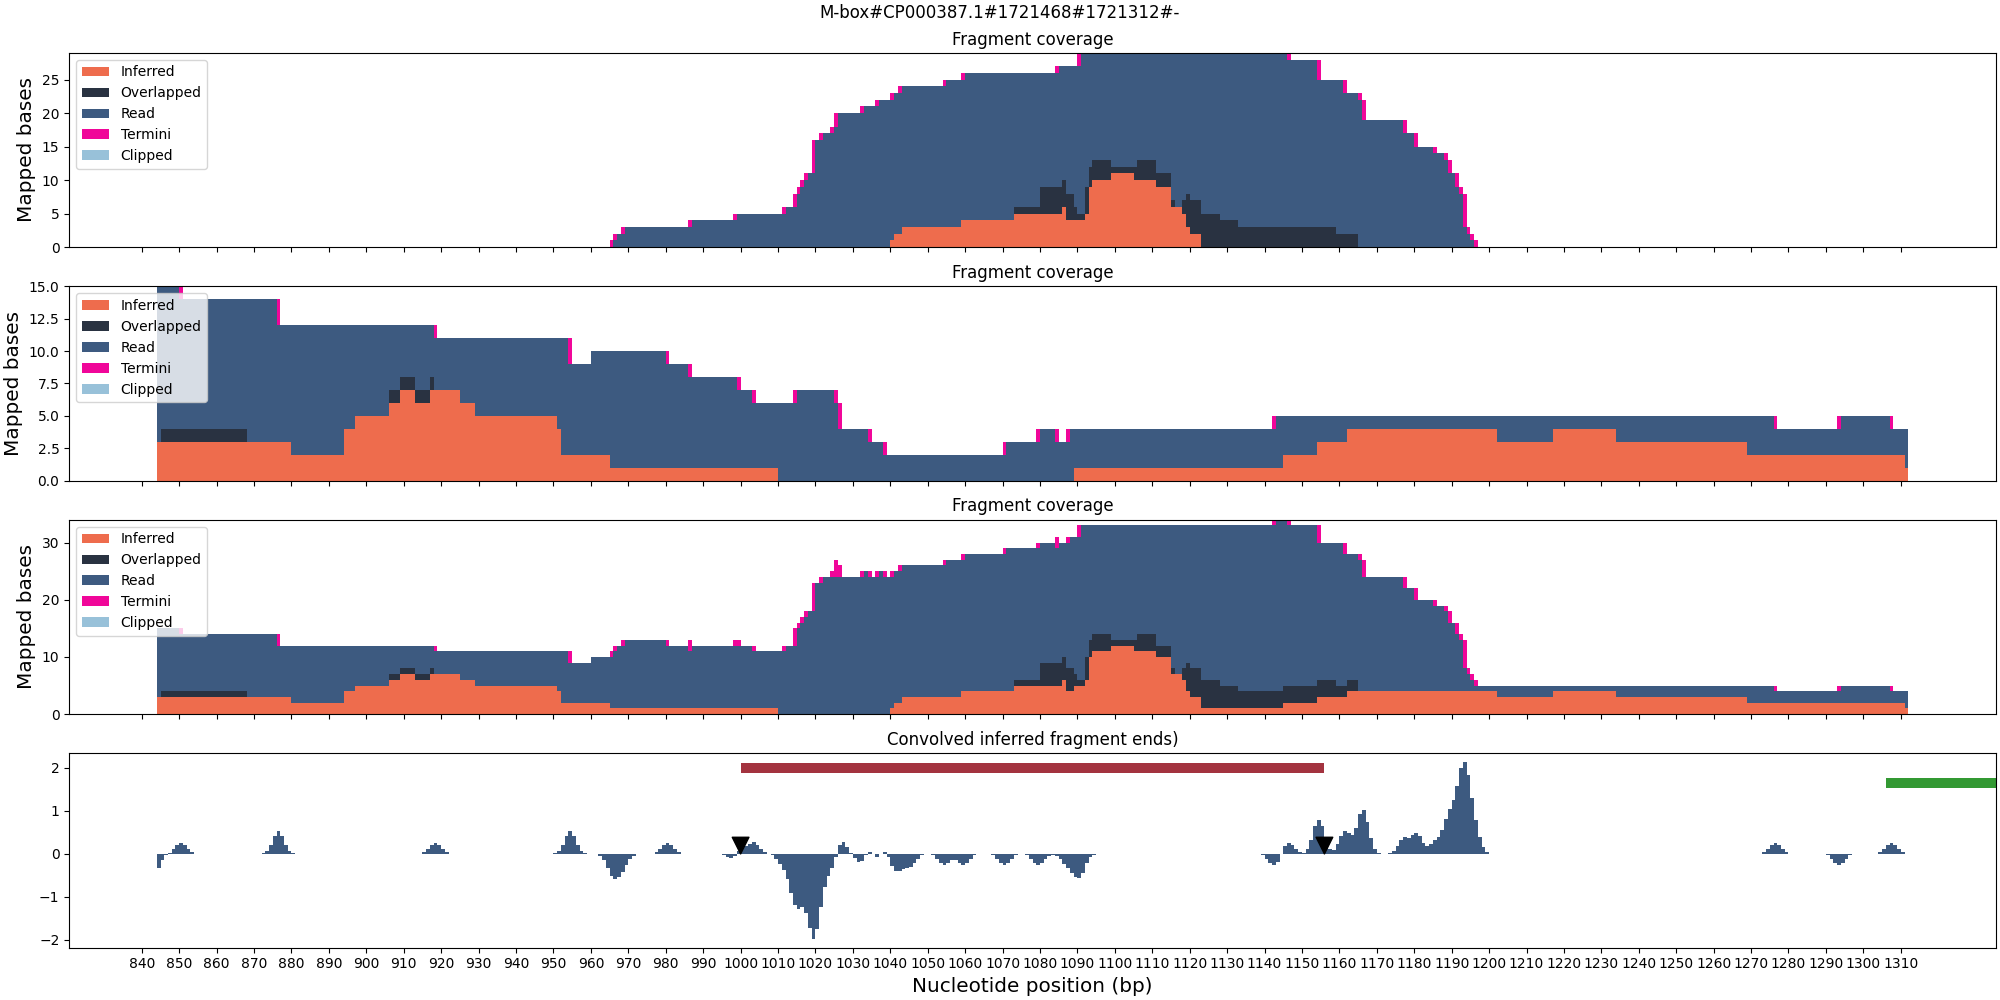 M-box#CP000387.1#1721468#1721312#-
Fragment coverage
Mapped bases
25
20
15
10
5
0
Inferred
Overlapped
Read
Termini
Clipped
Fragment coverage
Mapped bases
15.0
12.5
10.0
7.5
5.0
2.5
0.0
Inferred
Overlapped
Read
Termini
Clipped
Fragment coverage
Mapped bases
30
20
10
0
Inferred
Overlapped
Read
Termini
Clipped
Convolved inferred fragment ends)
2
1
0
−1
−2
840 850 860 870 880 890 900 910 920 930 940 950 960 970 980 990 1000 1010 1020 1030 1040 1050 1060 1070 1080 1090 1100 1110 1120 1130 1140 1150 1160 1170 1180 1190 1200 1210 1220 1230 1240 1250 1260 1270 1280 1290 1300 1310
Nucleotide position (bp)